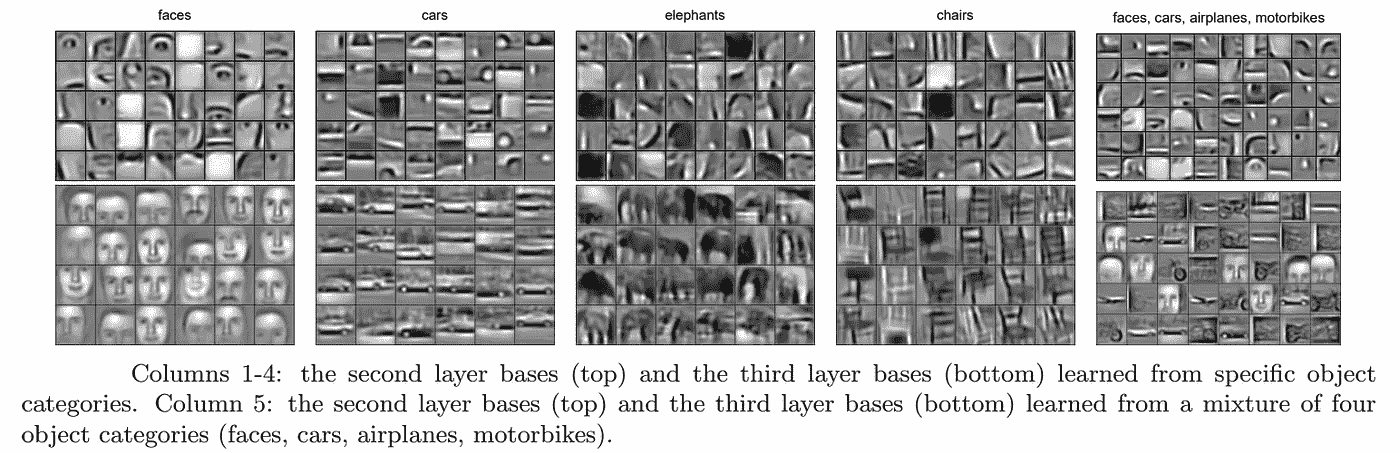 faces
cars
elephants
chairs
faces, cars, airplanes, motorbikes
Columns 1-4: the second layer bases (top) and the third layer bases (bottom) learned from specific object
categories. Column 5: the second layer bases (top) and the third layer bases (bottom) learned from a mixture of four
object categories (faces, cars, airplanes, motorbikes).